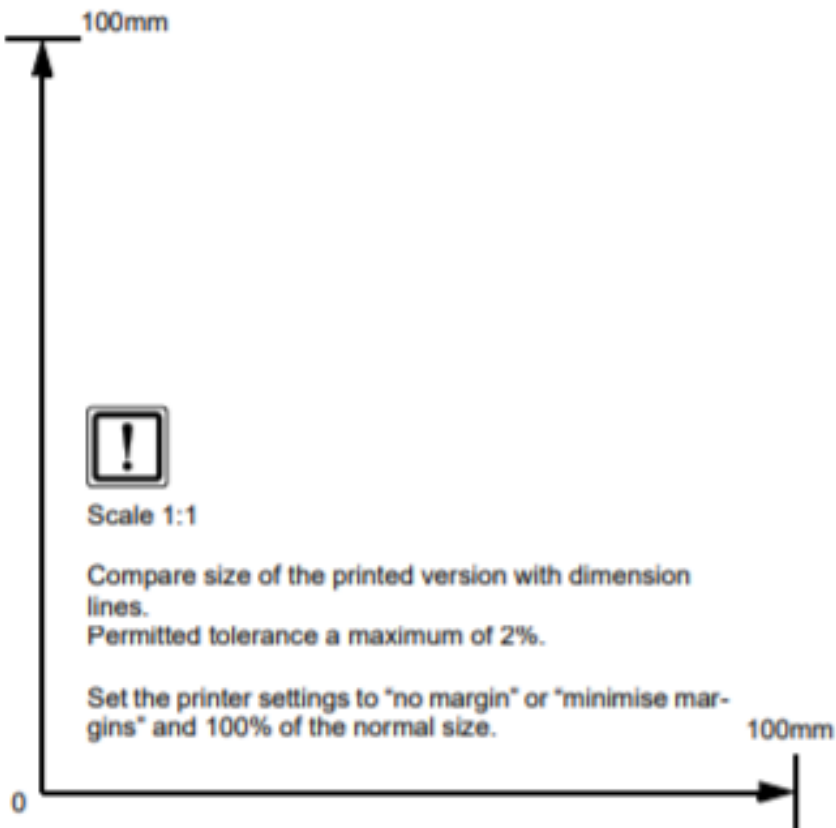 100mm
!
Scale 1:1
Compare size of the printed version with dimension
lines.
Permitted tolerance a maximum of 2%.
Set the printer settings to “no margin” or “minimise mar-
gins” and 100% of the normal size.
100mm
0